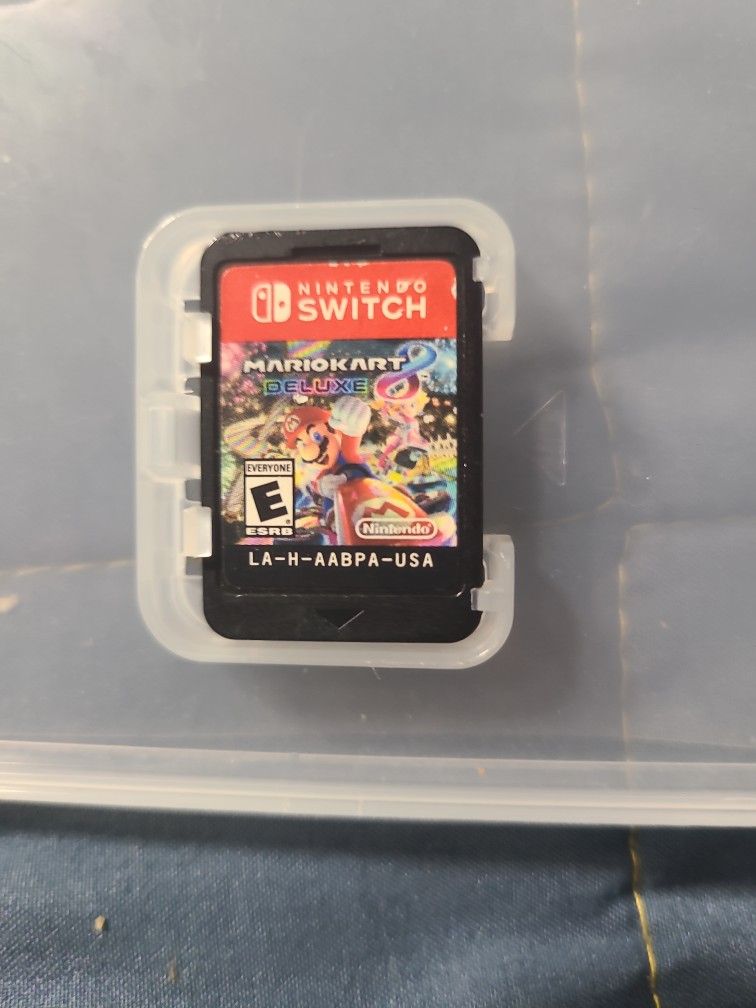 NINTENDO
SWITCH
MARIOKART 8
DELUXE
EVERYONE
E
ESRB
Nintendo
LA-H-AABPA-USA